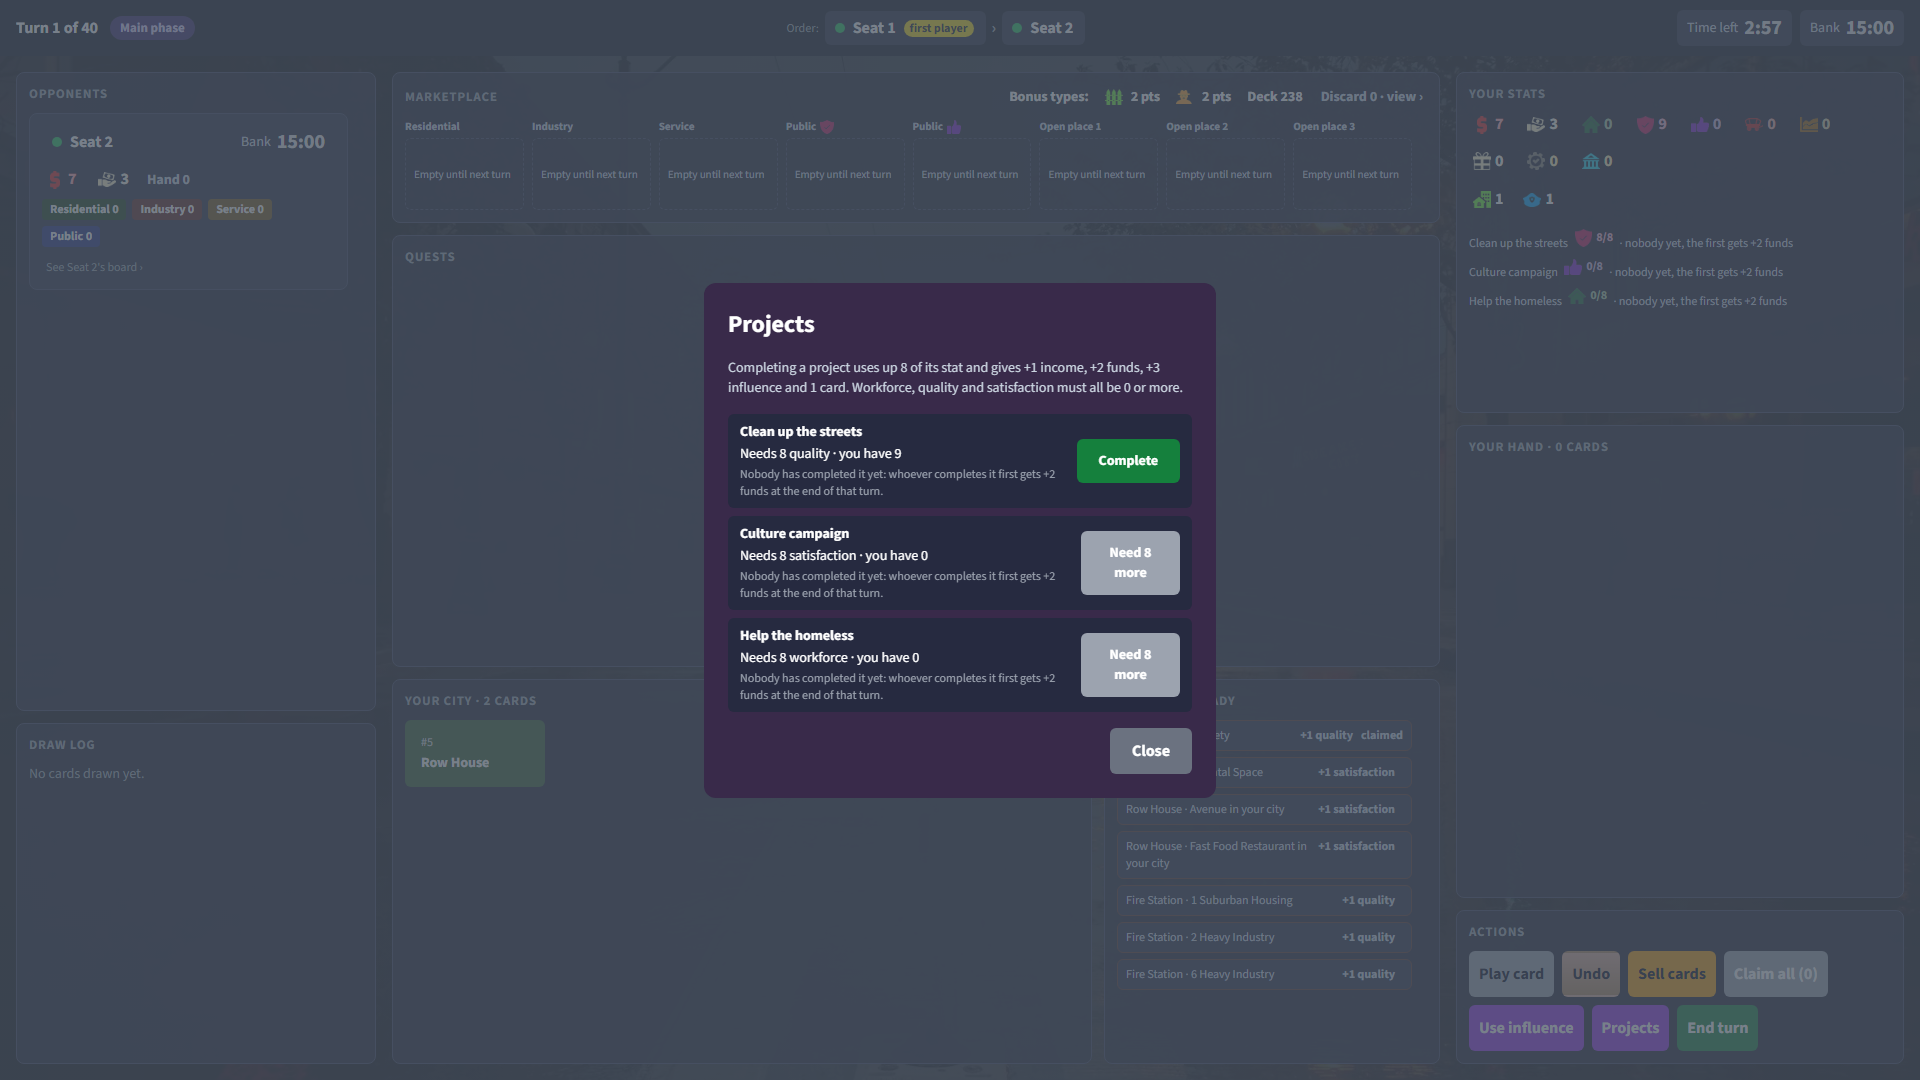 Turn 1 of 40
Main phase
Order:
Seat 1
first player
›
Seat 2
Time left 2:57
Bank 15:00
OPPONENTS
Seat 2
Bank 15:00
7
3
Hand 0
Residential 0
Industry 0
Service 0
Public 0
See Seat 2's board ›
DRAW LOG
No cards drawn yet.
MARKETPLACE
Bonus types:
2 pts
2 pts
Deck 238
Discard 0 · view ›
Residential
Industry
Service
Public
Public
Open place 1
Open place 2
Open place 3
Empty until next turn
Empty until next turn
Empty until next turn
Empty until next turn
Empty until next turn
Empty until next turn
Empty until next turn
Empty until next turn
QUESTS
Projects
Completing a project uses up 8 of its stat and gives +1 income, +2 funds, +3
influence and 1 card. Workforce, quality and satisfaction must all be 0 or more.
Clean up the streets
Needs 8 quality · you have 9
Nobody has completed it yet: whoever completes it first gets +2
funds at the end of that turn.
Complete
Culture campaign
Needs 8 satisfaction · you have 0
Nobody has completed it yet: whoever completes it first gets +2
funds at the end of that turn.
Need 8
more
Help the homeless
Needs 8 workforce · you have 0
Nobody has completed it yet: whoever completes it first gets +2
funds at the end of that turn.
Need 8
more
Close
YOUR CITY · 2 CARDS
#5
Row House
+1 quality claimed
+1 satisfaction
Row House · Avenue in your city
+1 satisfaction
Row House · Fast Food Restaurant in
your city
+1 satisfaction
Fire Station · 1 Suburban Housing
+1 quality
Fire Station · 2 Heavy Industry
+1 quality
Fire Station · 6 Heavy Industry
+1 quality
YOUR STATS
7
3
0
9
0
0
0
0
0
0
1
1
Clean up the streets 8/8 · nobody yet, the first gets +2 funds
Culture campaign 0/8 · nobody yet, the first gets +2 funds
Help the homeless 0/8 · nobody yet, the first gets +2 funds
YOUR HAND · 0 CARDS
ACTIONS
Play card
Undo
Sell cards
Claim all (0)
Use influence
Projects
End turn